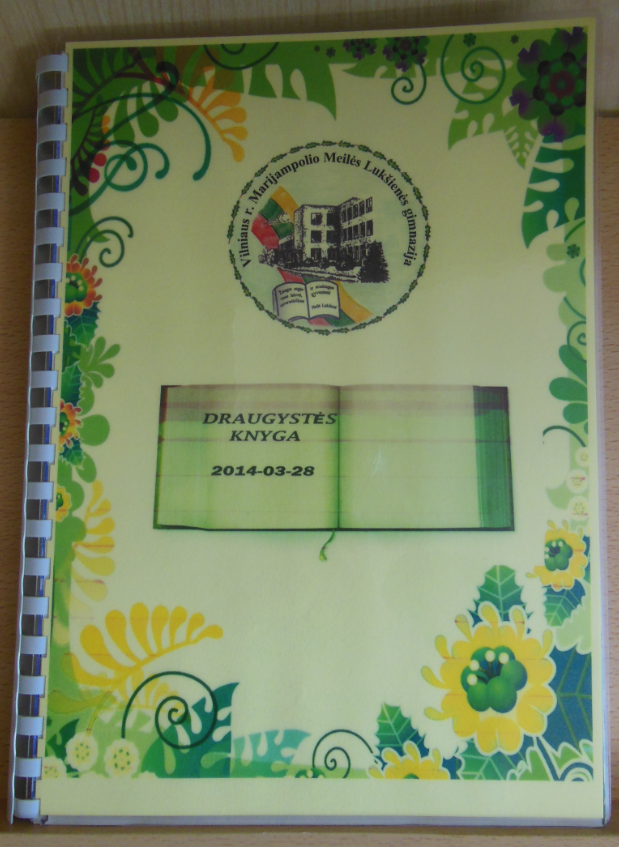 Vilniaus r. Marijampolio Meilės Lukšienės gimnazija
DRAUGYSTĖS
KNYGA
2014-03-28